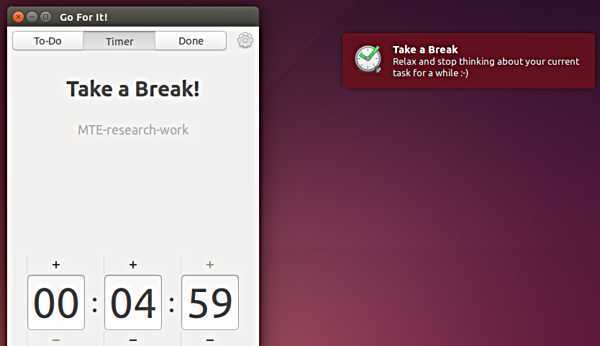 Go For It!
To-Do Timer Done
Take a Break!
MTE-research-work
+ + +
00 : 04 : 59
− − −
Take a Break
Relax and stop thinking about your current
task for a while :-)